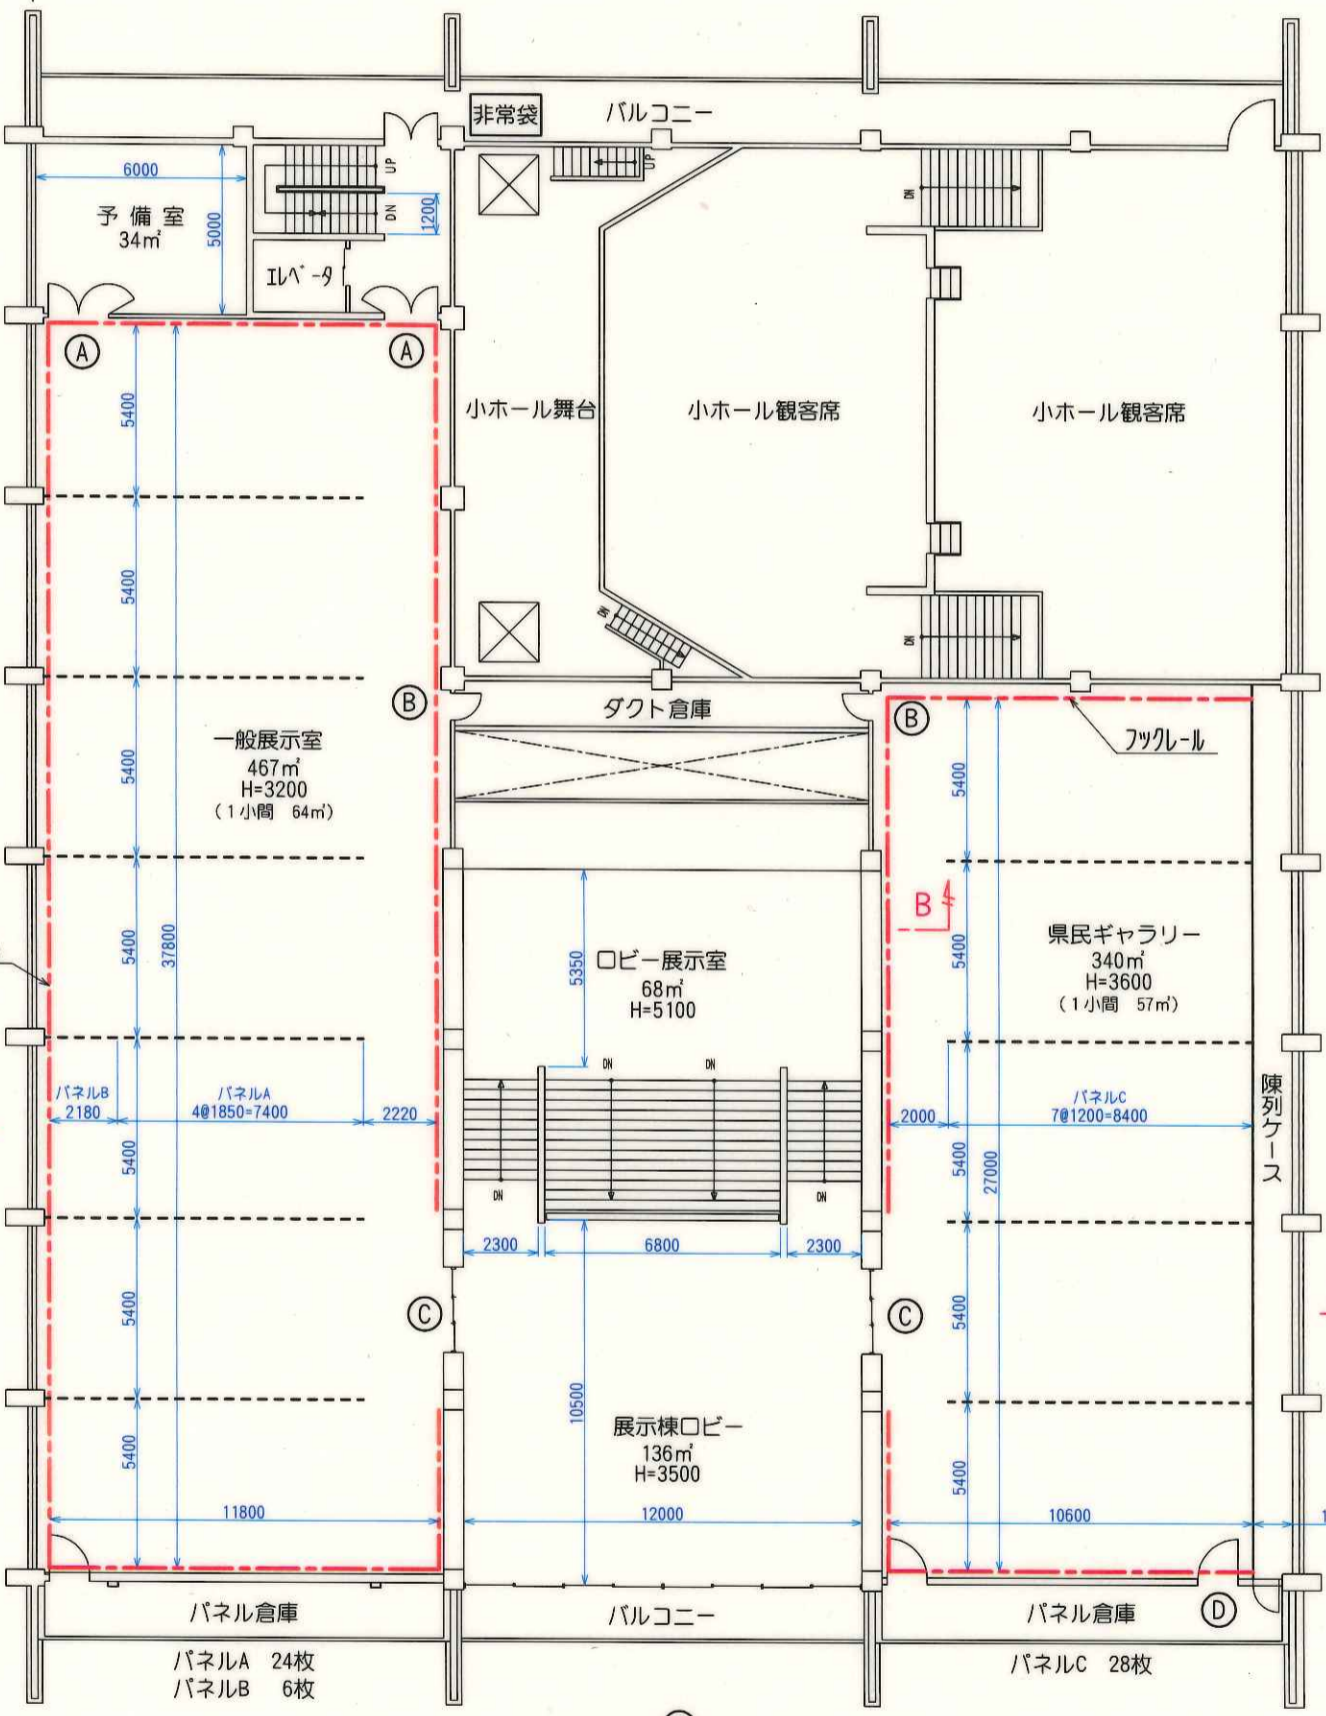 非常袋
バルコニー
6000
予備室
34㎡
5000
UP
DN
1200
エレベータ
UP
DN
A
A
5400
37800
小ホール舞台
小ホール観客席
小ホール観客席
5400
DN
DN
B
ダクト倉庫
B
フックレール
一般展示室
467㎡
H=3200
(1小間 64㎡)
5400
5400
5400
B
県民ギャラリー
340㎡
H=3600
(1小間 57㎡)
5400
5350
ロビー展示室
68㎡
H=5100
パネルB
2180
パネルA
4@1850=7400
2220
DN
DN
2000
パネルC
7@1200=8400
陳列ケース
5400
5400
27000
DN
DN
2300
6800
2300
5400
5400
C
C
10500
展示棟ロビー
136㎡
H=3500
5400
5400
11800
12000
10600
パネル倉庫
バルコニー
パネル倉庫
D
パネルA 24枚
パネルB 6枚
パネルC 28枚